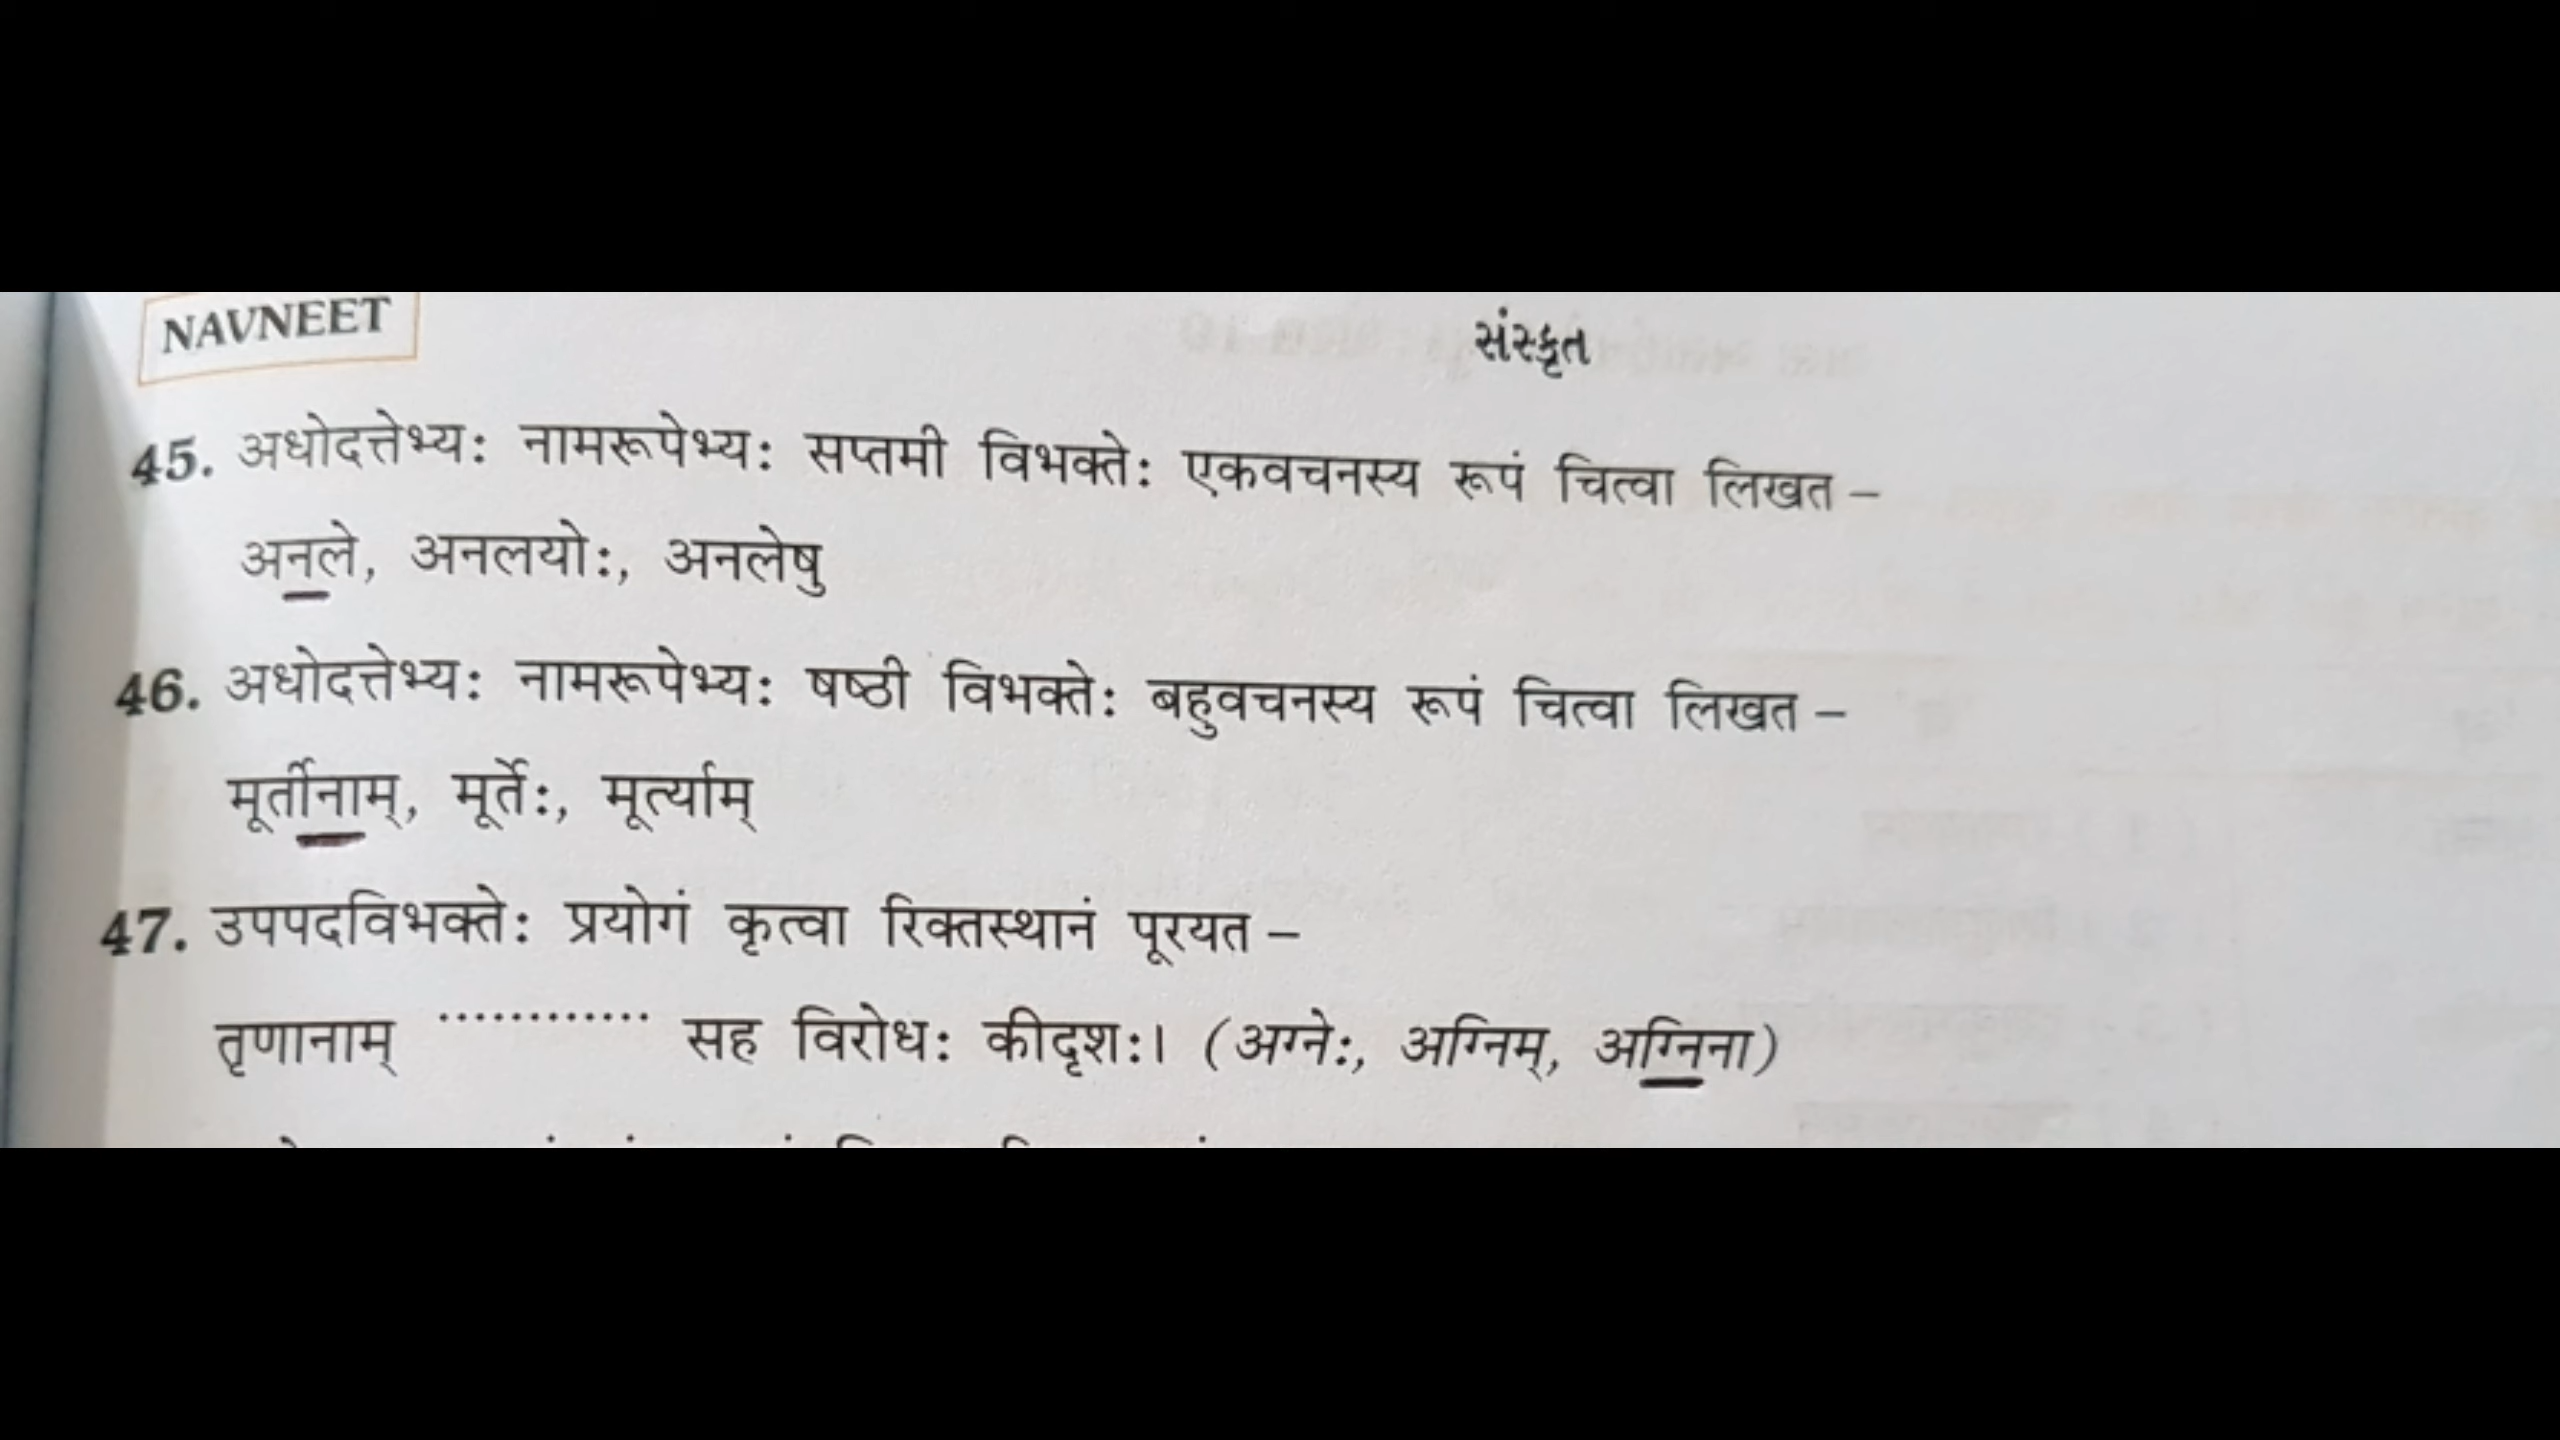 NAVNEET
સંસ્કૃત
45. अधोदत्तेभ्यः नामरूपेभ्यः सप्तमी विभक्तेः एकवचनस्य रूपं चित्वा लिखत –
अनले, अनलयोः, अनलेषु
46. अधोदत्तेभ्यः नामरूपेभ्यः षष्ठी विभक्तेः बहुवचनस्य रूपं चित्वा लिखत –
मूर्तीनाम्, मूर्तेः, मूर्त्याम्
47. उपपदविभक्तेः प्रयोगं कृत्वा रिक्तस्थानं पूरयत –
तृणानाम् ............ सह विरोधः कीदृशः। (अग्नेः, अग्निम्, अग्निना)